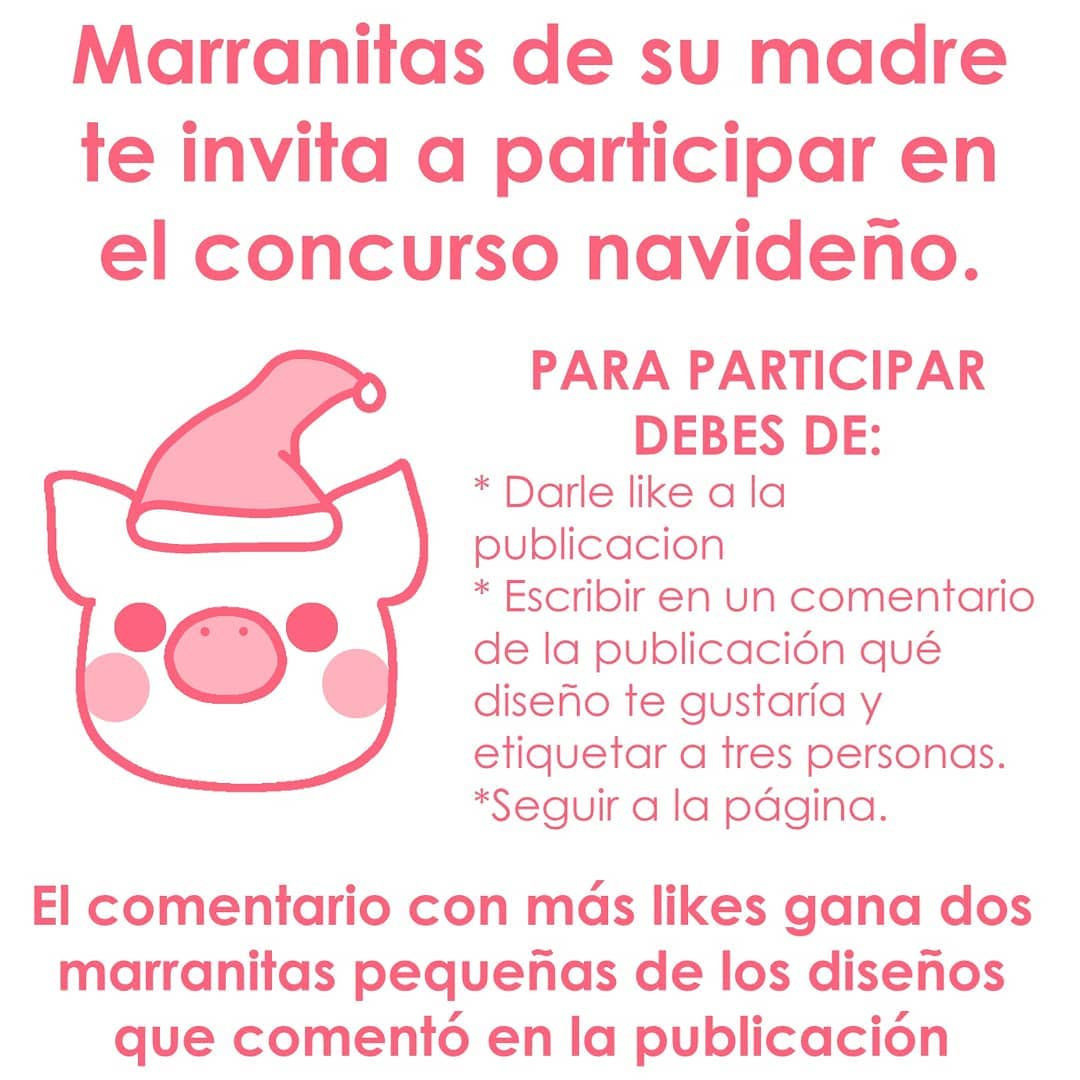 Marranitas de su madre
te invita a participar en
el concurso navideño.
PARA PARTICIPAR
DEBES DE:
* Darle like a la
publicacion
* Escribir en un comentario
de la publicación qué
diseño te gustaría y
etiquetar a tres personas.
*Seguir a la página.
El comentario con más likes gana dos
marranitas pequeñas de los diseños
que comentó en la publicación